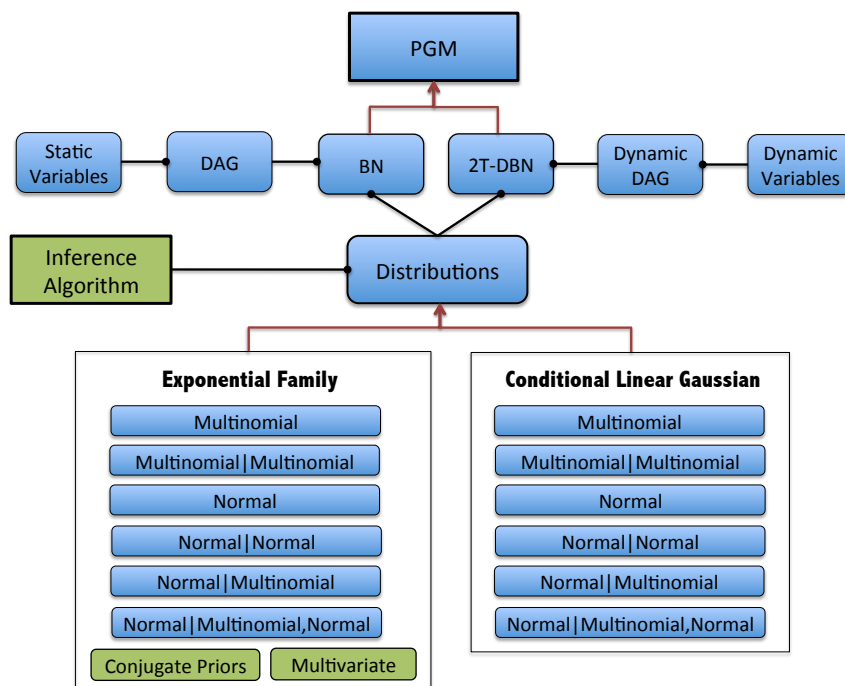 PGM
Static
Variables
DAG
BN
2T-DBN
Dynamic
DAG
Dynamic
Variables
Inference
Algorithm
Distributions
Exponential Family
Multinomial
Multinomial|Multinomial
Normal
Normal|Normal
Normal|Multinomial
Normal|Multinomial,Normal
Conjugate Priors
Multivariate
Conditional Linear Gaussian
Multinomial
Multinomial|Multinomial
Normal
Normal|Normal
Normal|Multinomial
Normal|Multinomial,Normal